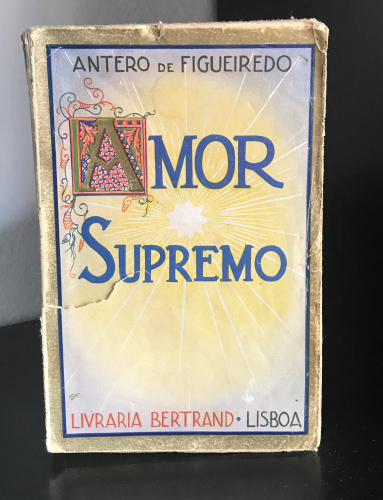 ANTERO DE FIGUEIREDO
AMOR
SUPREMO
LIVRARIA BERTRAND · LISBOA